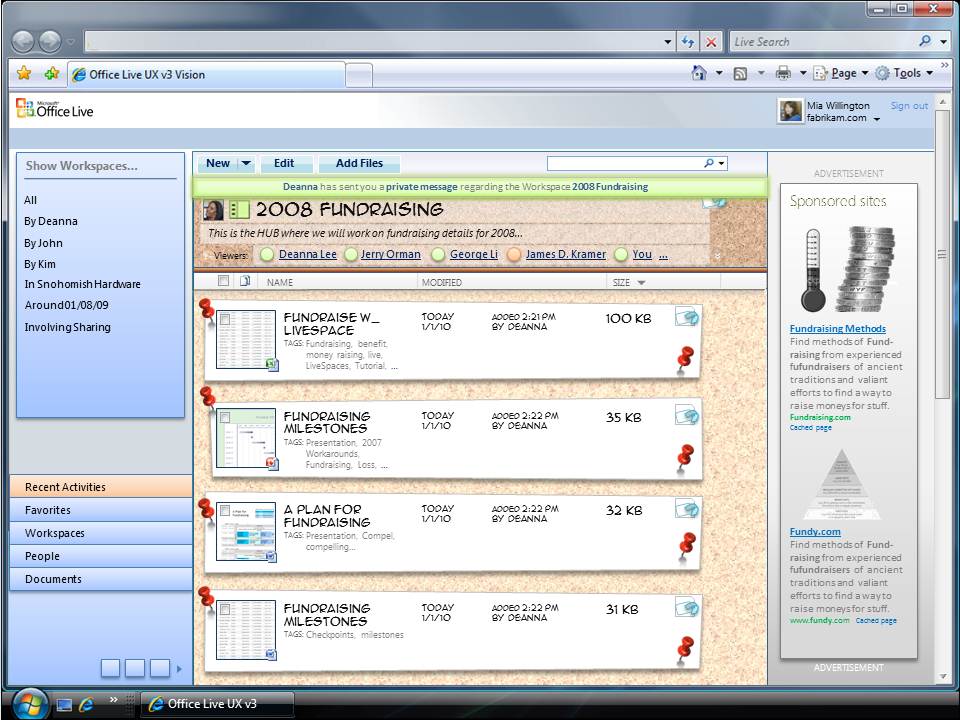 Live Search
Office Live UX v3 Vision
Page
Tools
Microsoft®
Office Live
Mia Willington
fabrikam.com
Sign out
Show Workspaces...
All
By Deanna
By John
By Kim
In Snohomish Hardware
Around01/08/09
Involving Sharing
Recent Activities
Favorites
Workspaces
People
Documents
New
Edit
Add Files
Deanna has sent you a private message regarding the Workspace 2008 Fundraising
2008 FUNDRAISING
This is the HUB where we will work on fundraising details for 2008...
Viewers: Deanna Lee Jerry Orman George Li James D. Kramer You ...
NAME MODIFIED SIZE
FUNDRAISE W_
LIVESPACE
TAGS: Fundraising, benefit,
money raising, live,
LiveSpaces, Tutorial, ...
TODAY
1/1/10
ADDED 2:21 PM
BY DEANNA
100 KB
FUNDRAISING
MILESTONES
TAGS: Presentation, 2007
Workarounds,
Fundraising, Loss, ...
TODAY
1/1/10
ADDED 2:22 PM
BY DEANNA
35 KB
A PLAN FOR
FUNDRAISING
TAGS: Presentation, Compel,
compelling...
TODAY
1/1/10
ADDED 2:22 PM
BY DEANNA
32 KB
FUNDRAISING
MILESTONES
TAGS: Checkpoints, milestones
TODAY
1/1/10
ADDED 2:22 PM
BY DEANNA
31 KB
ADVERTISEMENT
Sponsored sites
Fundraising Methods
Find methods of Fund-
raising from experienced
fufundraisers of ancient
traditions and valiant
efforts to find a way to
raise moneys for stuff.
Fundraising.com
Cached page
Fundy.com
Find methods of Fund-
raising from experienced
fufundraisers of ancient
traditions and valiant
efforts to find a way to
raise moneys for stuff.
www.fundy.com Cached page
ADVERTISEMENT
Office Live UX v3